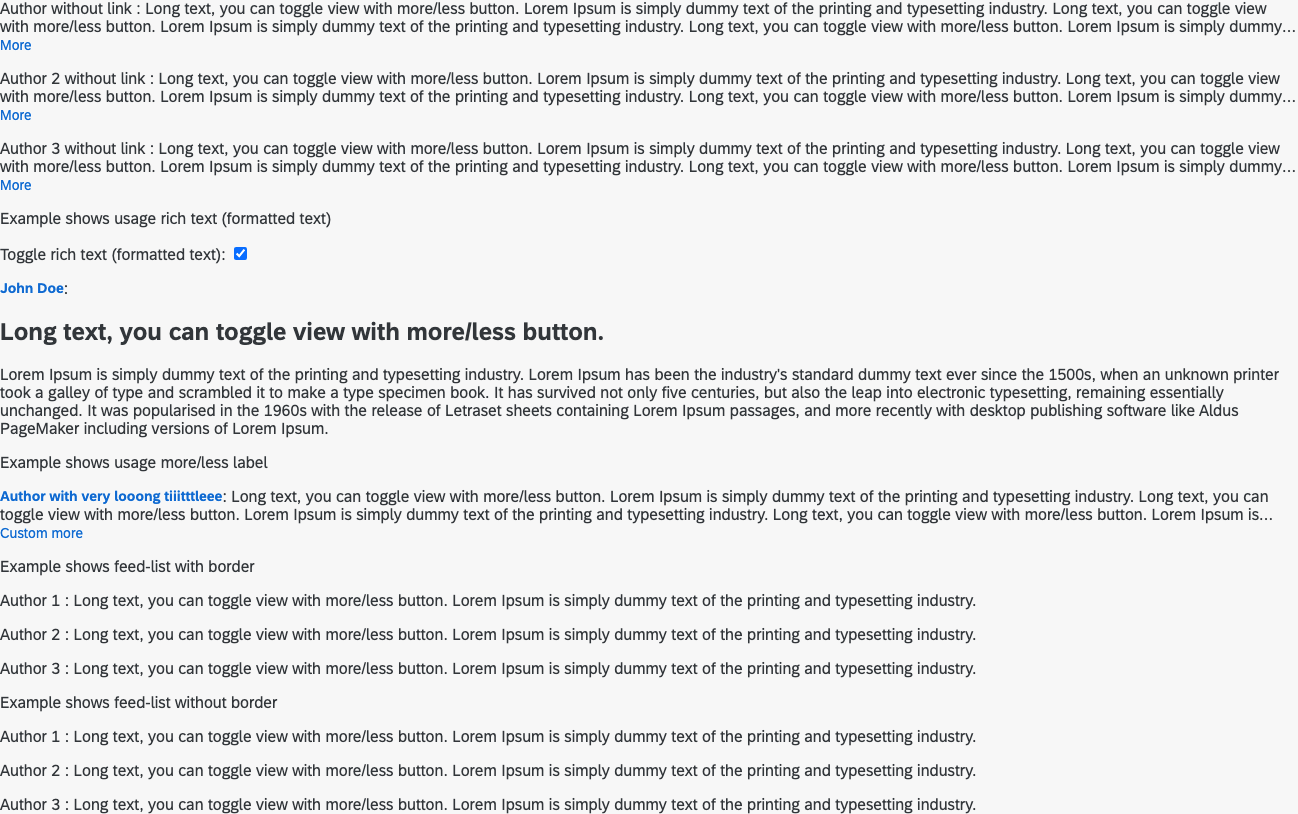 Author without link : Long text, you can toggle view with more/less button. Lorem Ipsum is simply dummy text of the printing and typesetting industry. Long text, you can toggle view
with more/less button. Lorem Ipsum is simply dummy text of the printing and typesetting industry. Long text, you can toggle view with more/less button. Lorem Ipsum is simply dummy…
More
Author 2 without link : Long text, you can toggle view with more/less button. Lorem Ipsum is simply dummy text of the printing and typesetting industry. Long text, you can toggle view
with more/less button. Lorem Ipsum is simply dummy text of the printing and typesetting industry. Long text, you can toggle view with more/less button. Lorem Ipsum is simply dummy…
More
Author 3 without link : Long text, you can toggle view with more/less button. Lorem Ipsum is simply dummy text of the printing and typesetting industry. Long text, you can toggle view
with more/less button. Lorem Ipsum is simply dummy text of the printing and typesetting industry. Long text, you can toggle view with more/less button. Lorem Ipsum is simply dummy…
More
Example shows usage rich text (formatted text)
Toggle rich text (formatted text):
John Doe:
Long text, you can toggle view with more/less button.
Lorem Ipsum is simply dummy text of the printing and typesetting industry. Lorem Ipsum has been the industry's standard dummy text ever since the 1500s, when an unknown printer
took a galley of type and scrambled it to make a type specimen book. It has survived not only five centuries, but also the leap into electronic typesetting, remaining essentially
unchanged. It was popularised in the 1960s with the release of Letraset sheets containing Lorem Ipsum passages, and more recently with desktop publishing software like Aldus
PageMaker including versions of Lorem Ipsum.
Example shows usage more/less label
Author with very looong tiiitttleee: Long text, you can toggle view with more/less button. Lorem Ipsum is simply dummy text of the printing and typesetting industry. Long text, you can
toggle view with more/less button. Lorem Ipsum is simply dummy text of the printing and typesetting industry. Long text, you can toggle view with more/less button. Lorem Ipsum is…
Custom more
Example shows feed-list with border
Author 1 : Long text, you can toggle view with more/less button. Lorem Ipsum is simply dummy text of the printing and typesetting industry.
Author 2 : Long text, you can toggle view with more/less button. Lorem Ipsum is simply dummy text of the printing and typesetting industry.
Author 3 : Long text, you can toggle view with more/less button. Lorem Ipsum is simply dummy text of the printing and typesetting industry.
Example shows feed-list without border
Author 1 : Long text, you can toggle view with more/less button. Lorem Ipsum is simply dummy text of the printing and typesetting industry.
Author 2 : Long text, you can toggle view with more/less button. Lorem Ipsum is simply dummy text of the printing and typesetting industry.
Author 3 : Long text, you can toggle view with more/less button. Lorem Ipsum is simply dummy text of the printing and typesetting industry.